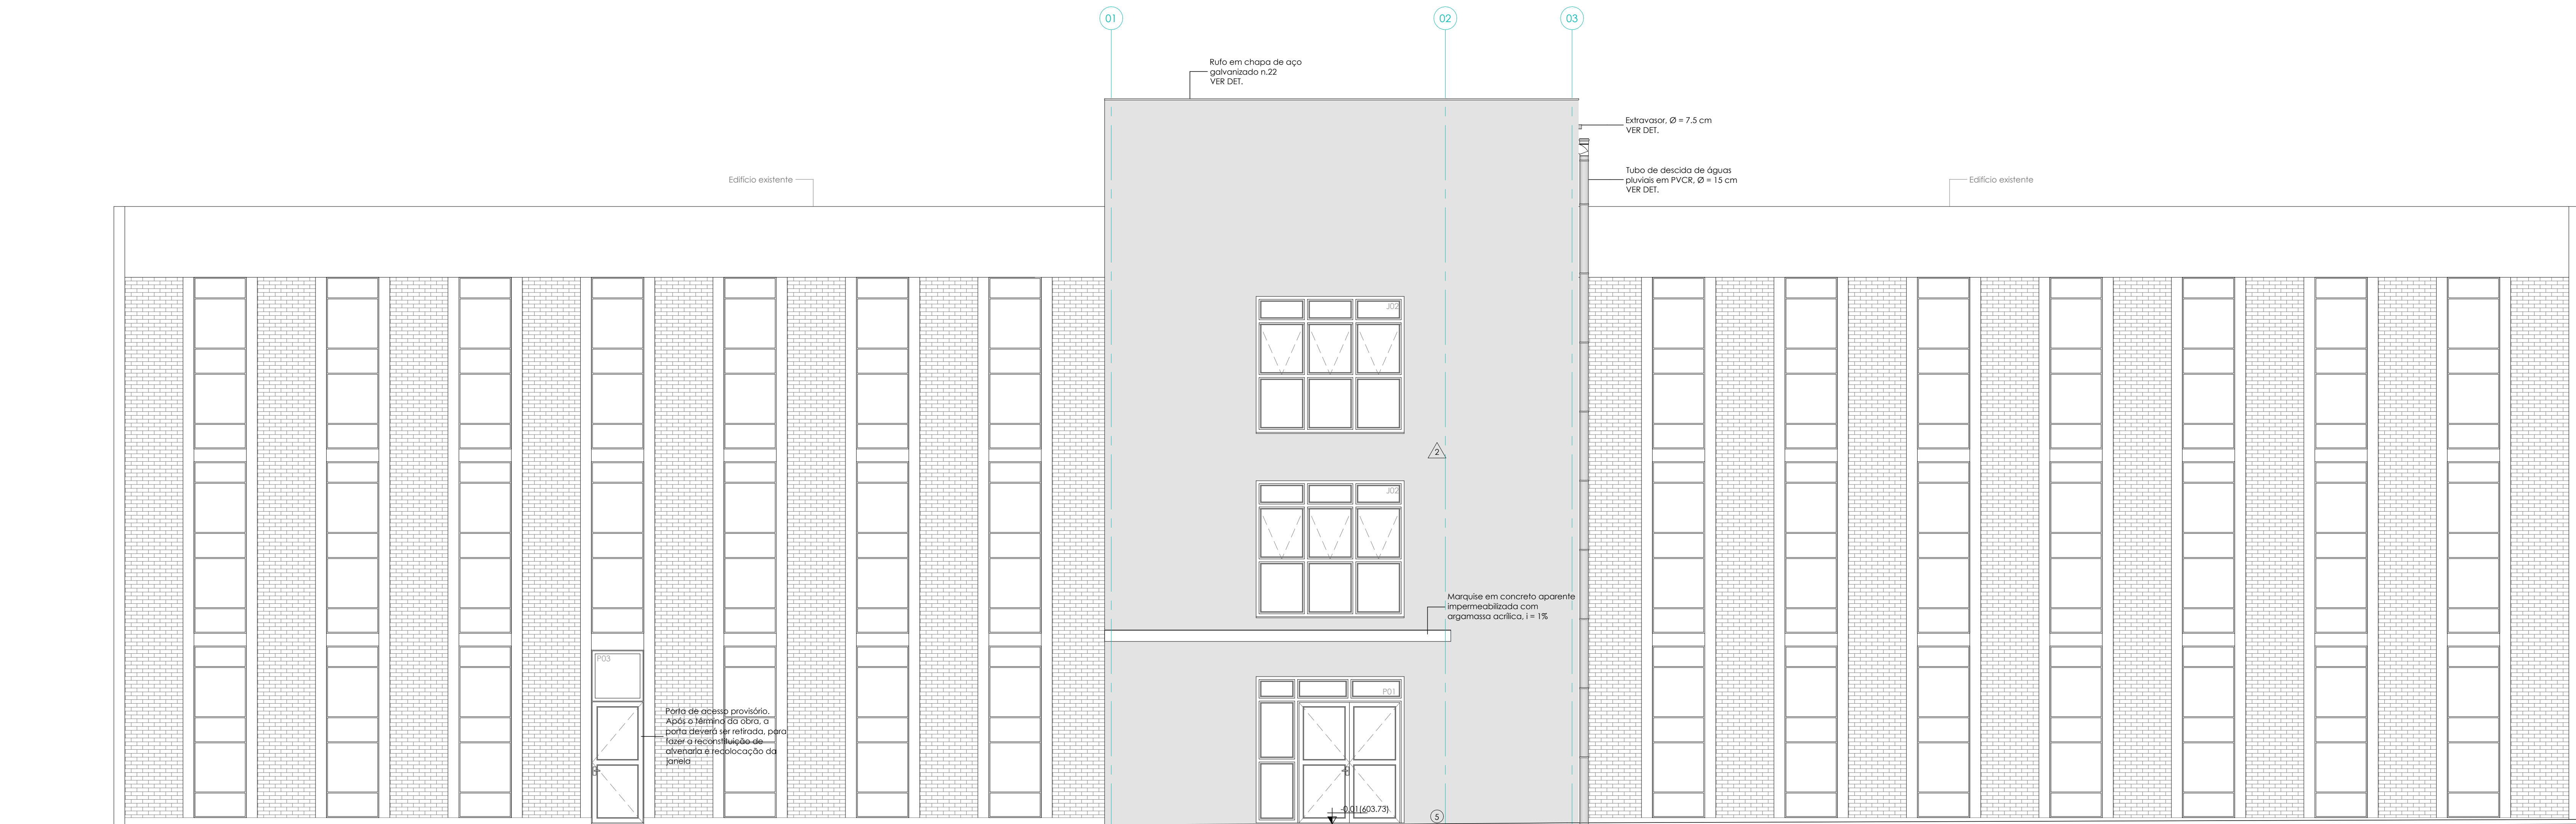 01
02
03
Rufo em chapa de aço
galvanizado n.22
VER DET.
Extravasor, Ø = 7.5 cm
VER DET.
Tubo de descida de águas
pluviais em PVCR, Ø = 15 cm
VER DET.
Edifício existente
Edifício existente
J02
2
J02
Marquise em concreto aparente
impermeabilizada com
argamassa acrílica, i = 1%
P03
P01
Porta de acesso provisório.
Após o término da obra, a
porta deverá ser retirada, para
fazer a reconstituição de
alvenaria e recolocação da
janela
-0.01(603.73)
5